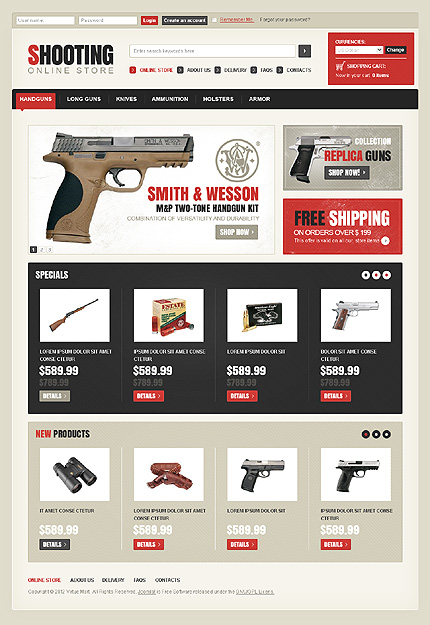 Username
Password
Login
Create an account
Remember Me
Forgot your password?
SHOOTING
ONLINE STORE
Enter search keywords here
ONLINE STORE
ABOUT US
DELIVERY
FAQS
CONTACTS
CURRENCIES:
Change
SHOPPING CART:
Now in your cart 0 items
HANDGUNS
LONG GUNS
KNIVES
AMMUNITION
HOLSTERS
ARMOR
SMITH & WESSON
M&P TWO-TONE HANDGUN KIT
COMBINATION OF VERSATILITY AND DURABILITY
SHOP NOW
1 2 3
COLLECTION
REPLICA GUNS
SHOP NOW!
FREE SHIPPING
ON ORDERS OVER $ 199
This offer is valid on all our store items
SPECIALS
LOREM IPSUM DOLOR SIT AMET
CONSE CTETUR
$589.99
$789.99
DETAILS
ESTATE
LOREM IPSUM DOLOR
SIT AMET CONSE CTETUR
$589.99
$789.99
DETAILS
LOREM IPSUM DOLOR SIT
$589.99
$789.99
DETAILS
DOLOR SIT AMET CONSE
CTETUR
$589.99
$789.99
DETAILS
NEW PRODUCTS
IT AMET CONSE CTETUR
$589.99
DETAILS
LOREM IPSUM DOLOR SIT AMET
CONSE CTETUR
$589.99
DETAILS
LOREM IPSUM DOLOR SIT
$589.99
DETAILS
LOREM IPSUM DOLOR SIT AMET
CONSE CTETUR
$589.99
DETAILS
ONLINE STORE
ABOUT US
DELIVERY
FAQS
CONTACTS
Copyright © 2012 Virtue Mart. All Rights Reserved. Joomla! is Free Software released under the GNU/GPL License.